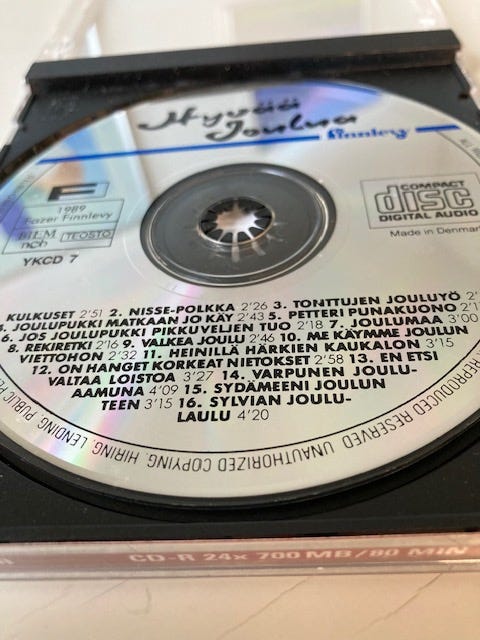 Hyvää
Joulua
Finnlevy
F
1989
Fazer Finnlevy
BIEM
ncb
TEOSTO
YKCD 7
COMPACT
disc
DIGITAL AUDIO
Made in Denmark
KULKUSET 2'51 2. NISSE-POLKKA 2'26 3. TONTTUJEN JOULUYÖ
JOULUPUKKI MATKAAN JO KÄY 2'43 5. PETTERI PUNAKUONO
6. JOS JOULUPUKKI PIKKUVELJEN TUO 2'18 7. JOULUMAA 3'00
8. REKIRETKI 2'16 9. VALKEA JOULU 2'46 10. ME KÄYMME JOULUN
VIETTOHON 2'32 11. HEINILLÄ HÄRKIEN KAUKALON 3'15
12. ON HANGET KORKEAT NIETOKSET 2'58 13. EN ETSI
VALTAA LOISTOA 3'27 14. VARPUNEN JOULU-
AAMUNA 4'09 15. SYDÄMEENI JOULUN
TEEN 3'15 16. SYLVIAN JOULU-
LAULU 4'20
REPRODUCED RESERVED UNAUTHORIZED COPYING, HIRING, LENDING, PUBLIC
CD-R 24x 700 MB/80 MIN